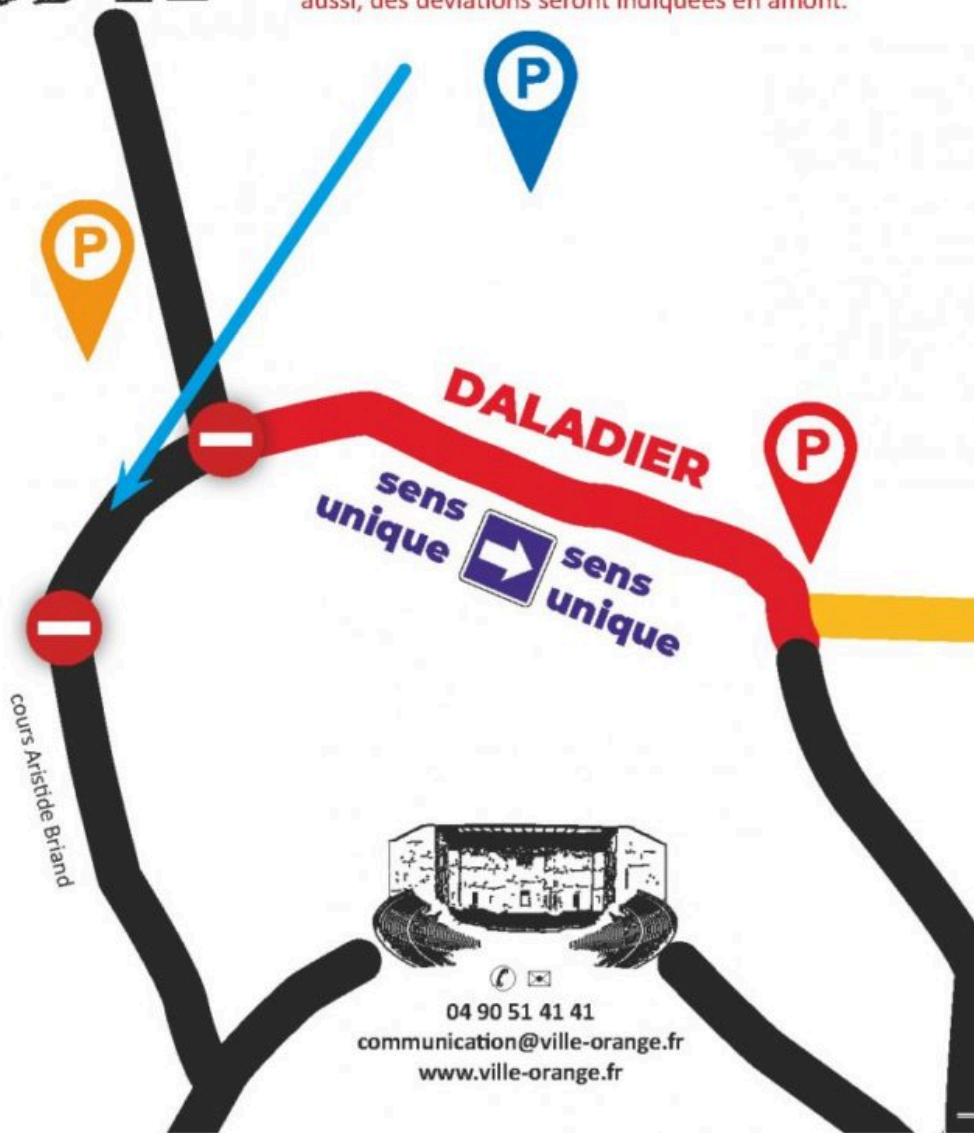 aussi, des déviations seront indiquées en amont.
P
P
DALADIER
P
sens
unique
sens
unique
cours Aristide Briand
04 90 51 41 41
communication@ville-orange.fr
www.ville-orange.fr